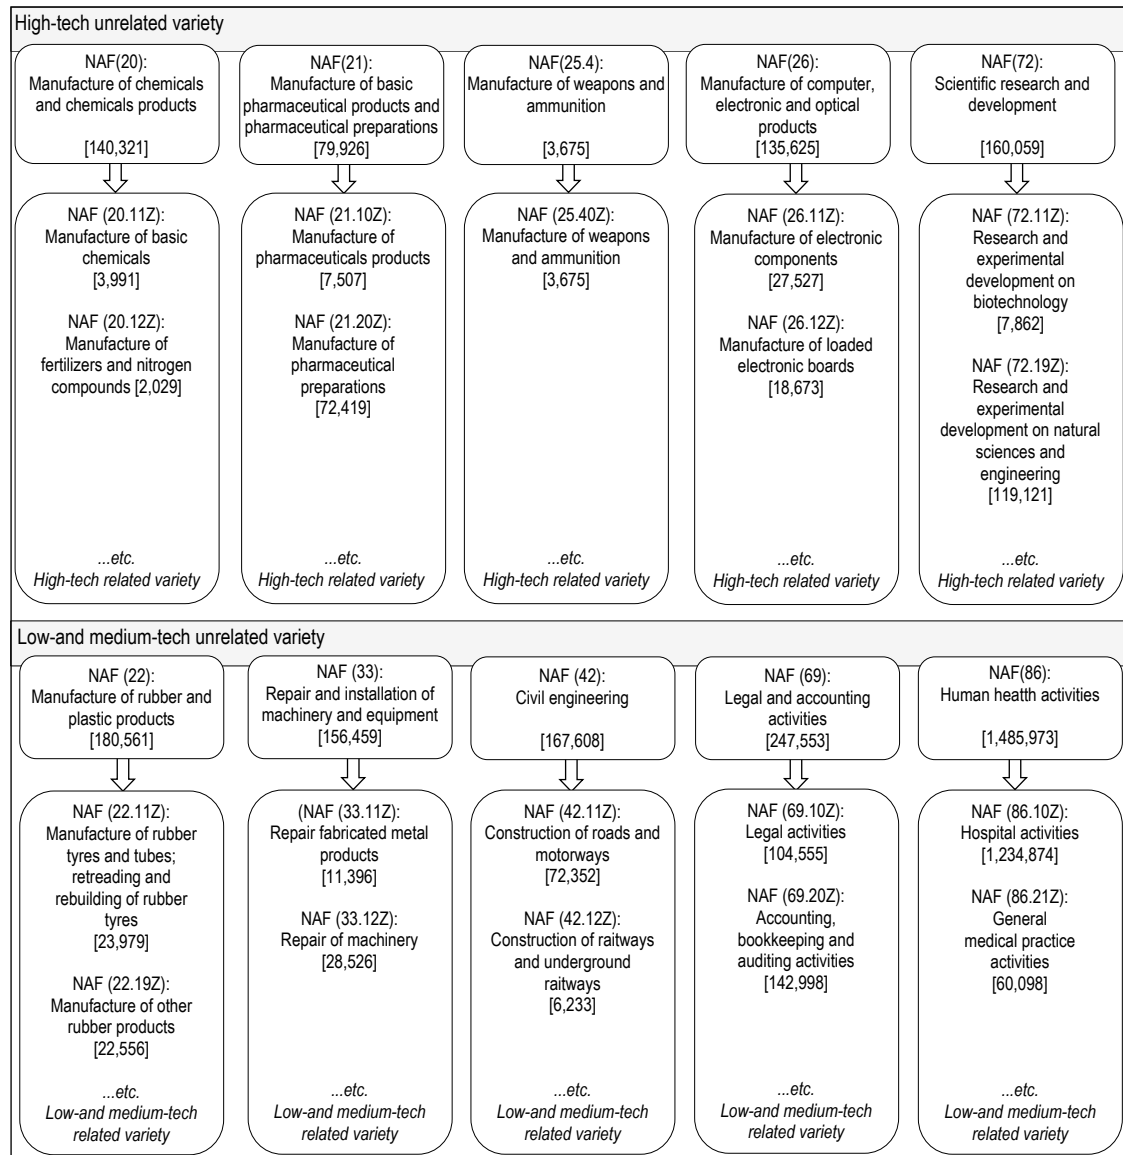 High-tech unrelated variety
NAF(20):
Manufacture of chemicals
and chemicals products
[140,321]
NAF(21):
Manufacture of basic
pharmaceutical products and
pharmaceutical preparations
[79,926]
NAF(25.4)
Manufacture of weapons and
ammunition
[3,675]
NAF(26)
Manufacture of computer,
electronic and optical
products
[135,625]
NAF(72)
Scientific research and
development
[160,059]
NAF (20.11Z):
Manufacture of basic
chemicals
[3,991]
NAF (20.12Z):
Manufacture of
fertilizers and nitrogen
compounds [2,029]
...etc.
High-tech related variety
NAF (21.10Z):
Manufacture of
pharmaceuticals products
[7,507]
NAF (21.20Z):
Manufacture of
pharmaceutical
preparations
[72,419]
...etc.
High-tech related variety
NAF (25.40Z):
Manufacture of weapons
and ammunition
[3,675]
...etc.
High-tech related variety
NAF (26.11Z):
Manufacture of electronic
components
[27,527]
NAF (26.12Z):
Manufacture of loaded
electronic boards
[18,673]
...etc.
High-tech related variety
NAF (72.11Z):
Research and
experimental
development on
biotechnology
[7,862]
NAF (72.19Z):
Research and
experimental
development on natural
sciences and
engineering
[119,121]
...etc.
High-tech related variety
Low-and medium-tech unrelated variety
NAF (22):
Manufacture of rubber and
plastic products
[180,561]
NAF (33):
Repair and installation of
machinery and equipment
[156,459]
NAF (42):
Civil engineering
[167,608]
NAF (69):
Legal and accounting
activities
[247,553]
NAF(86):
Human heatth activities
[1,485,973]
NAF (22.11Z):
Manufacture of rubber
tyres and tubes;
retreading and
rebuilding of rubber
tyres
[23,979]
NAF (22.19Z):
Manufacture of other
rubber products
[22,556]
...etc.
Low-and medium-tech
related variety
(NAF (33.11Z):
Repair fabricated metal
products
[11,396]
NAF (33.12Z):
Repair of machinery
[28,526]
...etc.
Low-and medium-tech
related variety
NAF (42.11Z):
Construction of roads and
motorways
[72,352]
NAF (42.12Z):
Construction of raitways
and underground
raitways
[6,233]
...etc.
Low-and medium-tech
related variety
NAF (69.10Z):
Legal activities
[104,555]
NAF (69.20Z):
Accounting,
bookkeeping and
auditing activities
[142,998]
...etc.
Low-and medium-tech
related variety
NAF (86.10Z):
Hospital activities
[1,234,874]
NAF (86.21Z):
General
medical practice
activities
[60,098]
...etc.
Low-and medium-tech
related variety